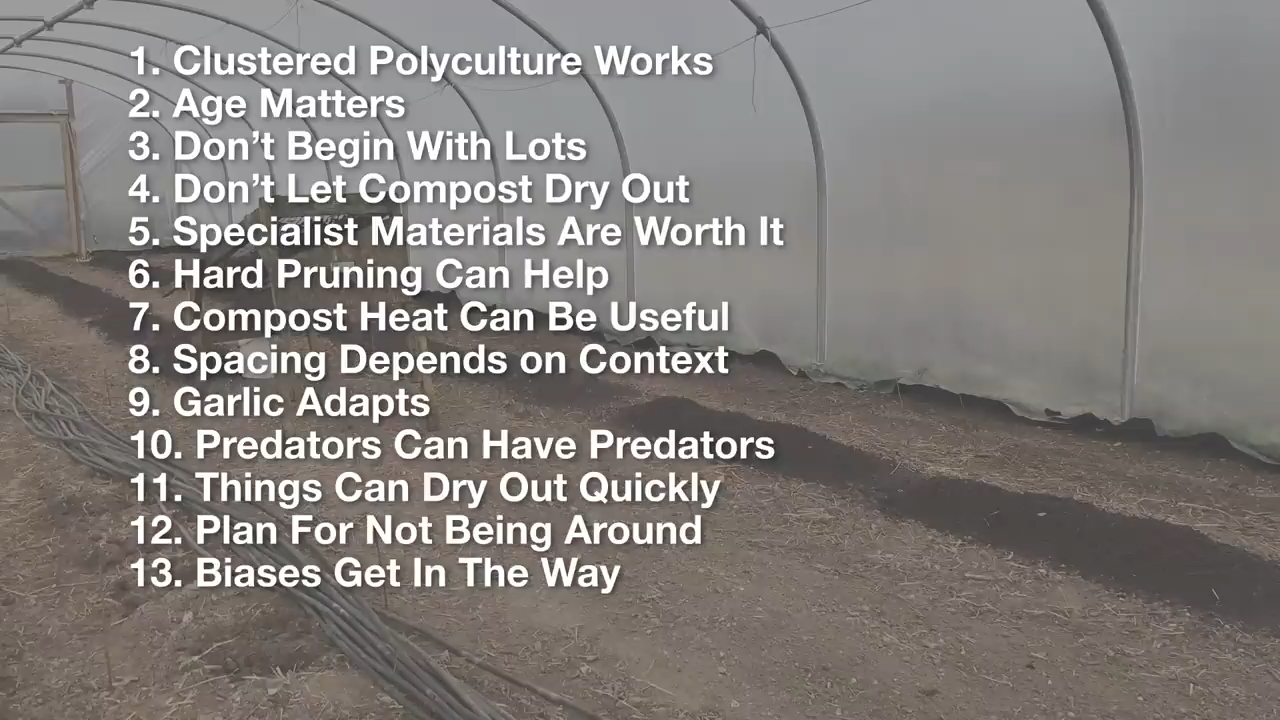 1. Clustered Polyculture Works
2. Age Matters
3. Don’t Begin With Lots
4. Don’t Let Compost Dry Out
5. Specialist Materials Are Worth It
6. Hard Pruning Can Help
7. Compost Heat Can Be Useful
8. Spacing Depends on Context
9. Garlic Adapts
10. Predators Can Have Predators
11. Things Can Dry Out Quickly
12. Plan For Not Being Around
13. Biases Get In The Way